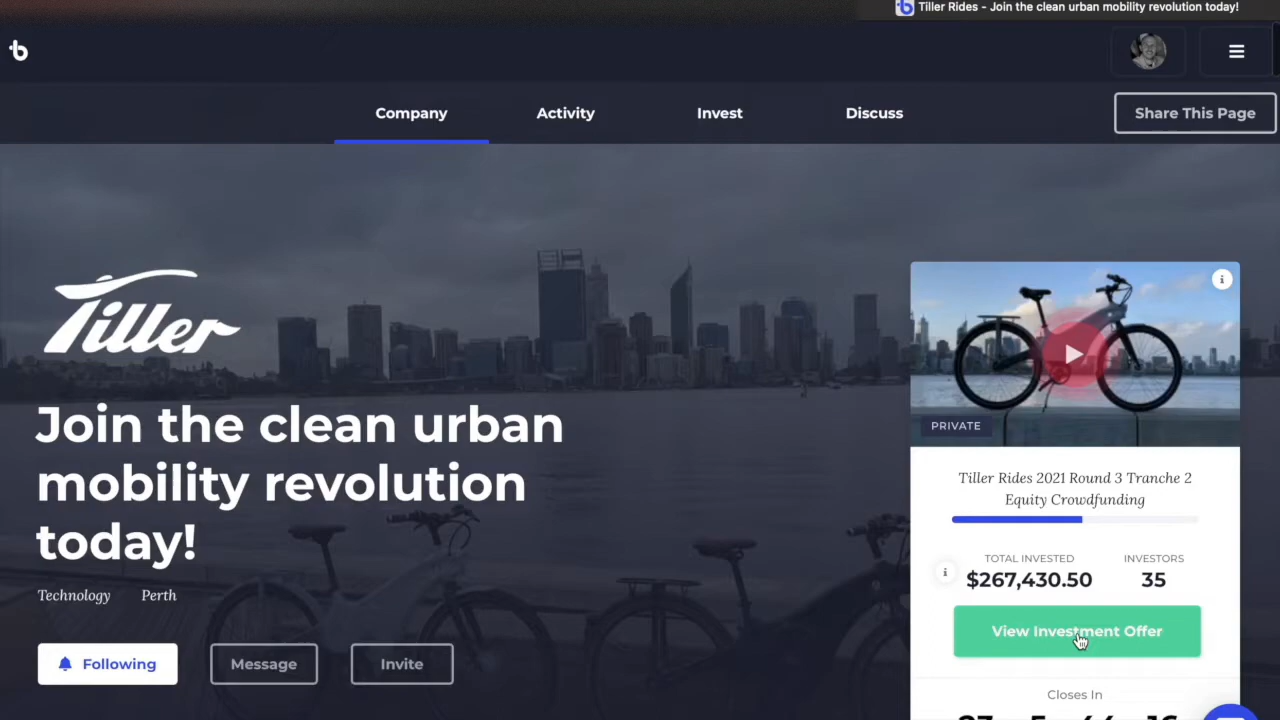 Tiller Rides - Join the clean urban mobility revolution today!
Company
Activity
Invest
Discuss
Share This Page
Tiller
Join the clean urban
mobility revolution
today!
Technology
Perth
Following
Message
Invite
PRIVATE
Tiller Rides 2021 Round 3 Tranche 2
Equity Crowdfunding
TOTAL INVESTED
INVESTORS
$267,430.50
35
View Investment Offer
Closes In